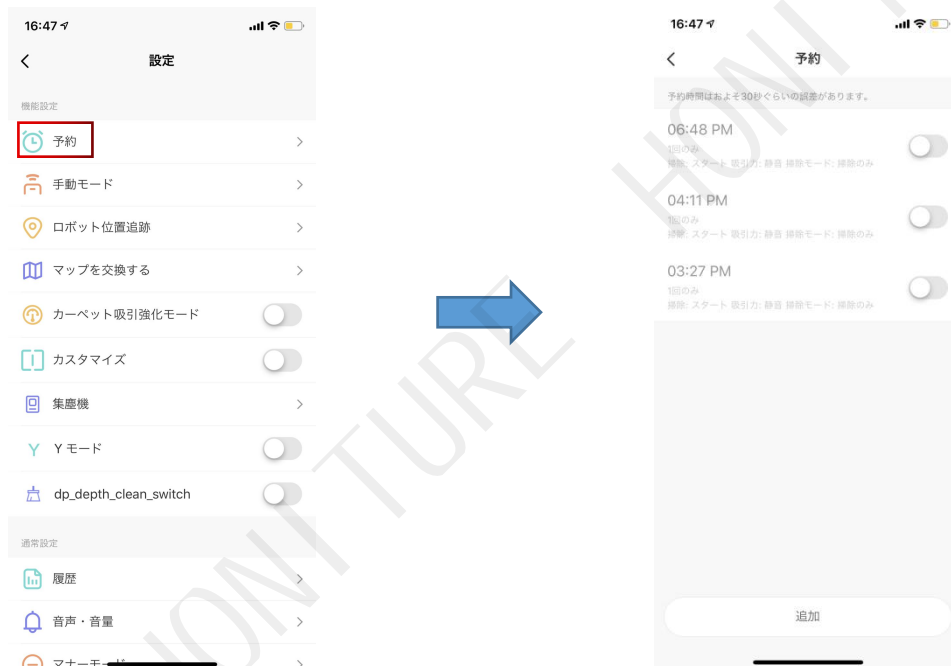 16:47
設定
機能設定
予約
手動モード
ロボット位置追跡
マップを交換する
カーペット吸引強化モード
カスタマイズ
集塵機
Y モード
dp_depth_clean_switch
通常設定
履歴
音声・音量
マナーモード
16:47
予約
予約時間はおよそ30秒ぐらいの誤差があります。
06:48 PM
1回のみ
掃除: スタート 吸引力: 静音 掃除モード: 掃除のみ
04:11 PM
1回のみ
掃除: スタート 吸引力: 静音 掃除モード: 掃除のみ
03:27 PM
1回のみ
掃除: スタート 吸引力: 静音 掃除モード: 掃除のみ
追加
HONITURE